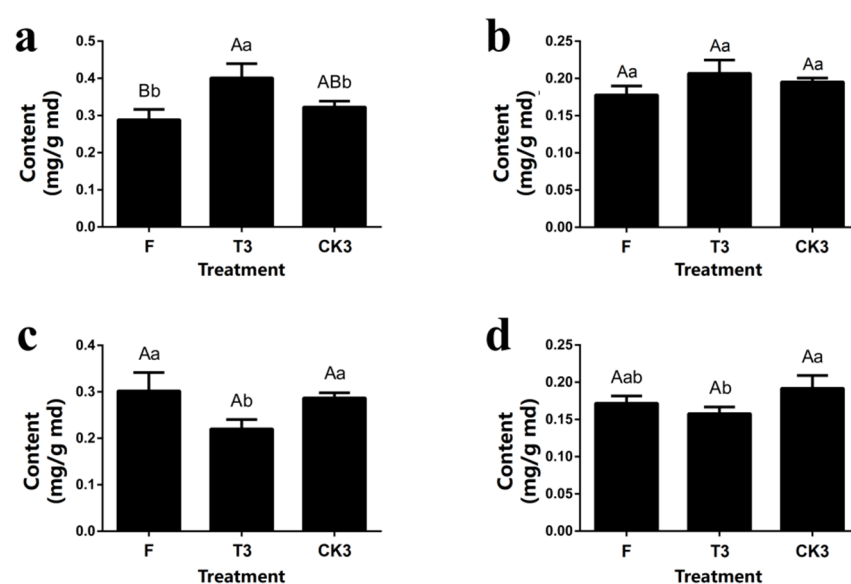 a
0.5
0.4
0.3
0.2
0.1
0.0
Content
(mg/g md)
Bb
Aa
ABb
F T3 CK3
Treatment
b
0.25
0.20
0.15
0.10
0.05
0.00
Content
(mg/g md)
Aa
Aa
Aa
F T3 CK3
Treatment
c
0.4
0.3
0.2
0.1
0.0
Content
(mg/g md)
Aa
Ab
Aa
F T3 CK3
Treatment
d
0.25
0.20
0.15
0.10
0.05
0.00
Content
(mg/g md)
Aab
Ab
Aa
F T3 CK3
Treatment